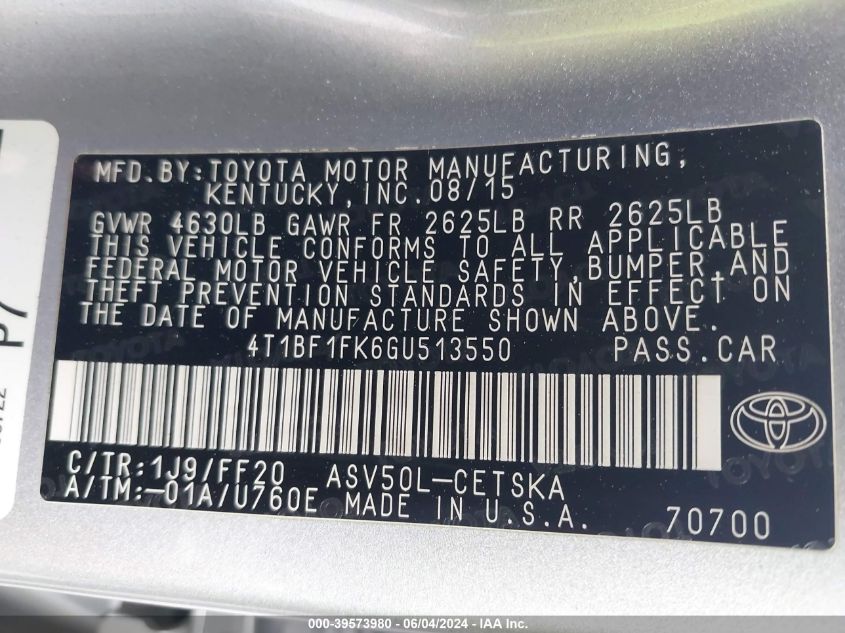 MFD.BY:TOYOTA MOTOR MANUFACTURING,
KENTUCKY,INC.08/15
GVWR 4630LB GAWR FR 2625LB RR 2625LB
THIS VEHICLE CONFORMS TO ALL APPLICABLE
FEDERAL MOTOR VEHICLE SAFETY,BUMPER,AND
THEFT PREVENTION STANDARDS IN EFFECT ON
THE DATE OF MANUFACTURE SHOWN ABOVE.
4T1BF1FK6GU513550 PASS.CAR
C/TR:1J9/FF20 ASV50L-CETSKA
A/TM:-01A/U760E MADE IN U.S.A. 70700
P7
000-39573980 - 06/04/2024 - IAAI.COM